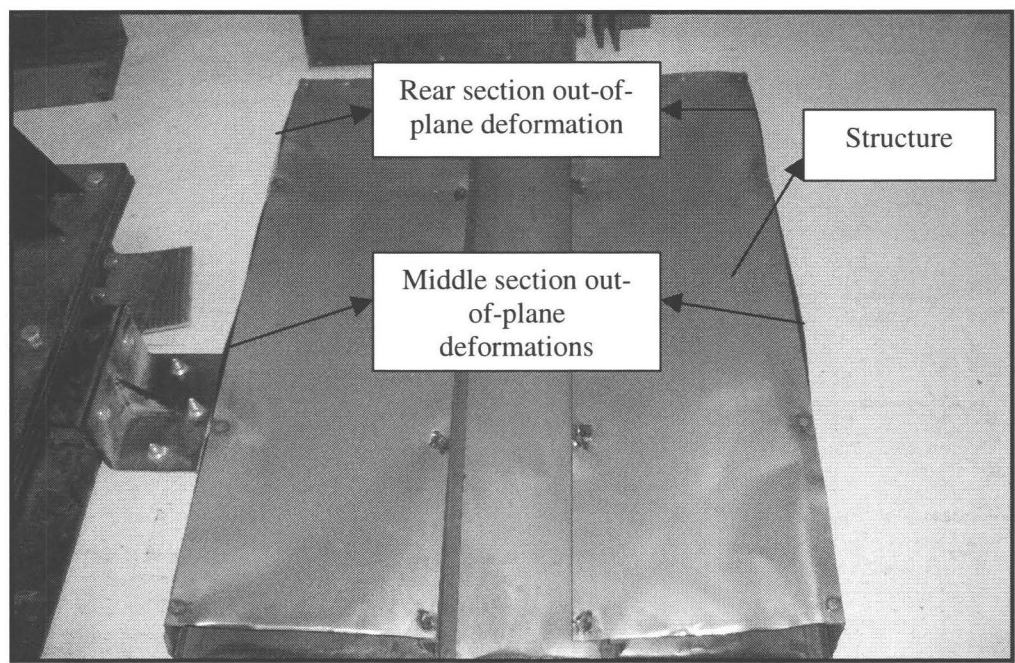 Rear section out-of-
plane deformation
Structure
Middle section out-
of-plane
deformations